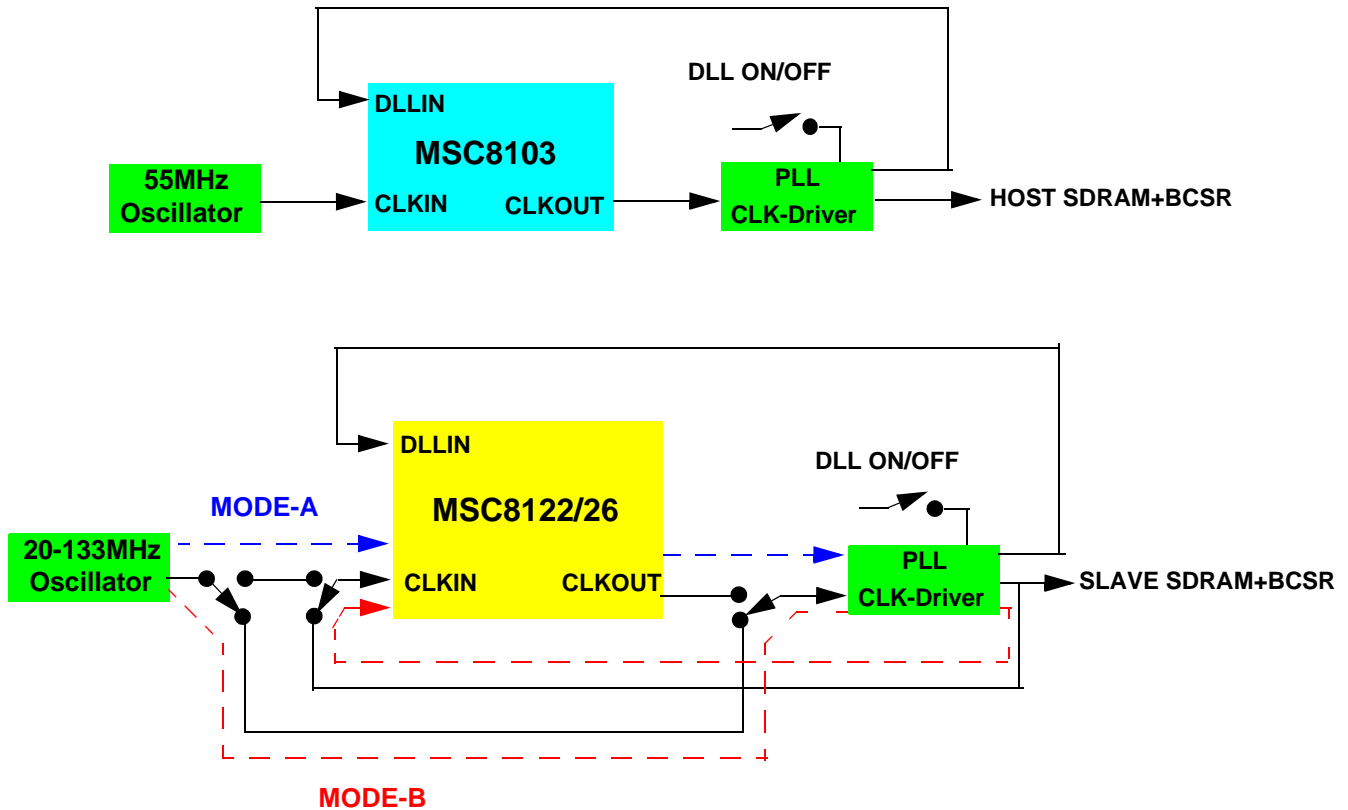 DLL ON/OFF
DLLIN
MSC8103
55MHz
Oscillator
CLKIN
CLKOUT
PLL
CLK-Driver
HOST SDRAM+BCSR
DLLIN
DLL ON/OFF
MODE-A
MSC8122/26
20-133MHz
Oscillator
CLKIN
CLKOUT
PLL
CLK-Driver
SLAVE SDRAM+BCSR
MODE-B